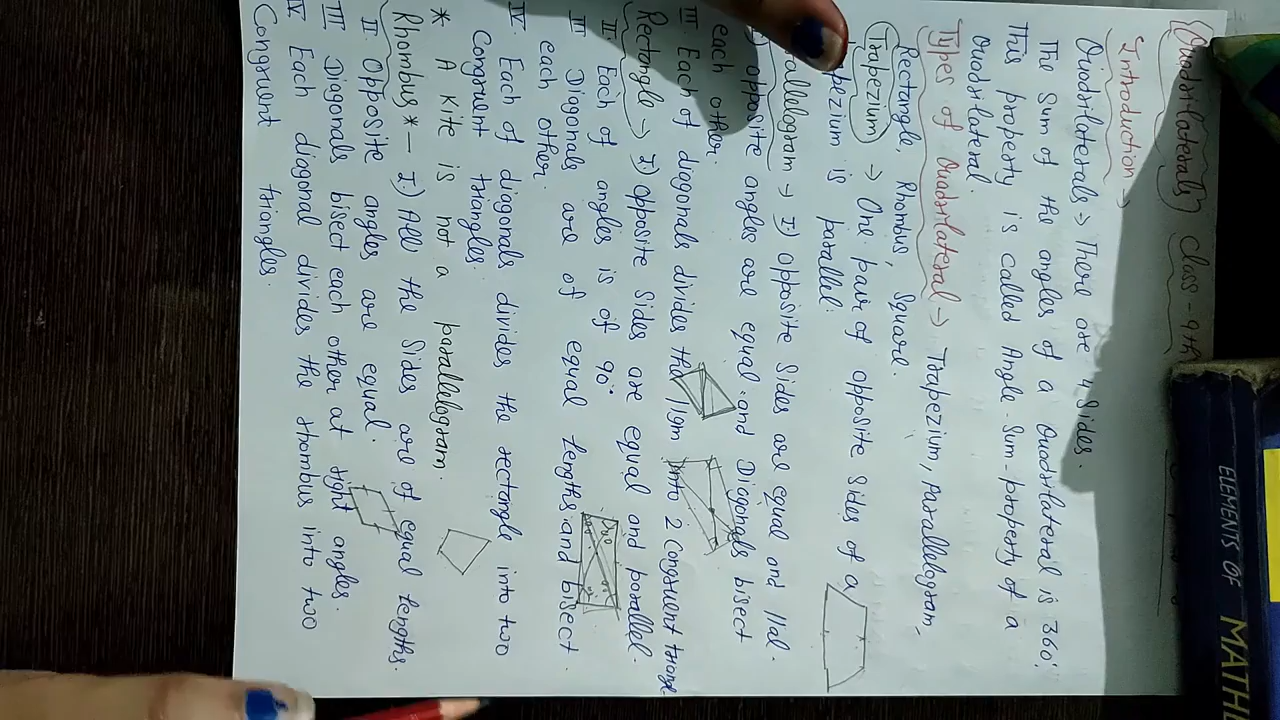 (Quadrilaterals) Class - 9th
Introduction →
Quadrilaterals → There are 4 Sides.
The Sum of the angles of a Quadrilateral is 360°.
This property is called Angle-Sum-property of a
Quadrilateral.
Types of Quadrilateral → Trapezium, Parallelogram,
Rectangle, Rhombus, Square.
Trapezium → One pair of opposite sides of a
pezium is parallel.
allelogram → I) Opposite Sides are equal and llal.
opposite angles are equal and Diagonals bisect
each other.
III Each of diagonals divides the llgm into 2 Congruent
Rectangle → I) opposite sides are equal and parallel.
II Each of angles is of 90°
III Diagonals are of equal lengths and bisect
each other.
IV. Each of diagonals divides the rectangle into two
Congruent triangles.
* A Kite is not a parallelogram.
Rhombus * — I) All the Sides are of equal lengths.
II Opposite angles are equal.
III Diagonals bisect each other at right angles.
IV Each diagonal divides the rhombus into two
Congruent triangles.
ELEMENTS OF MATHE